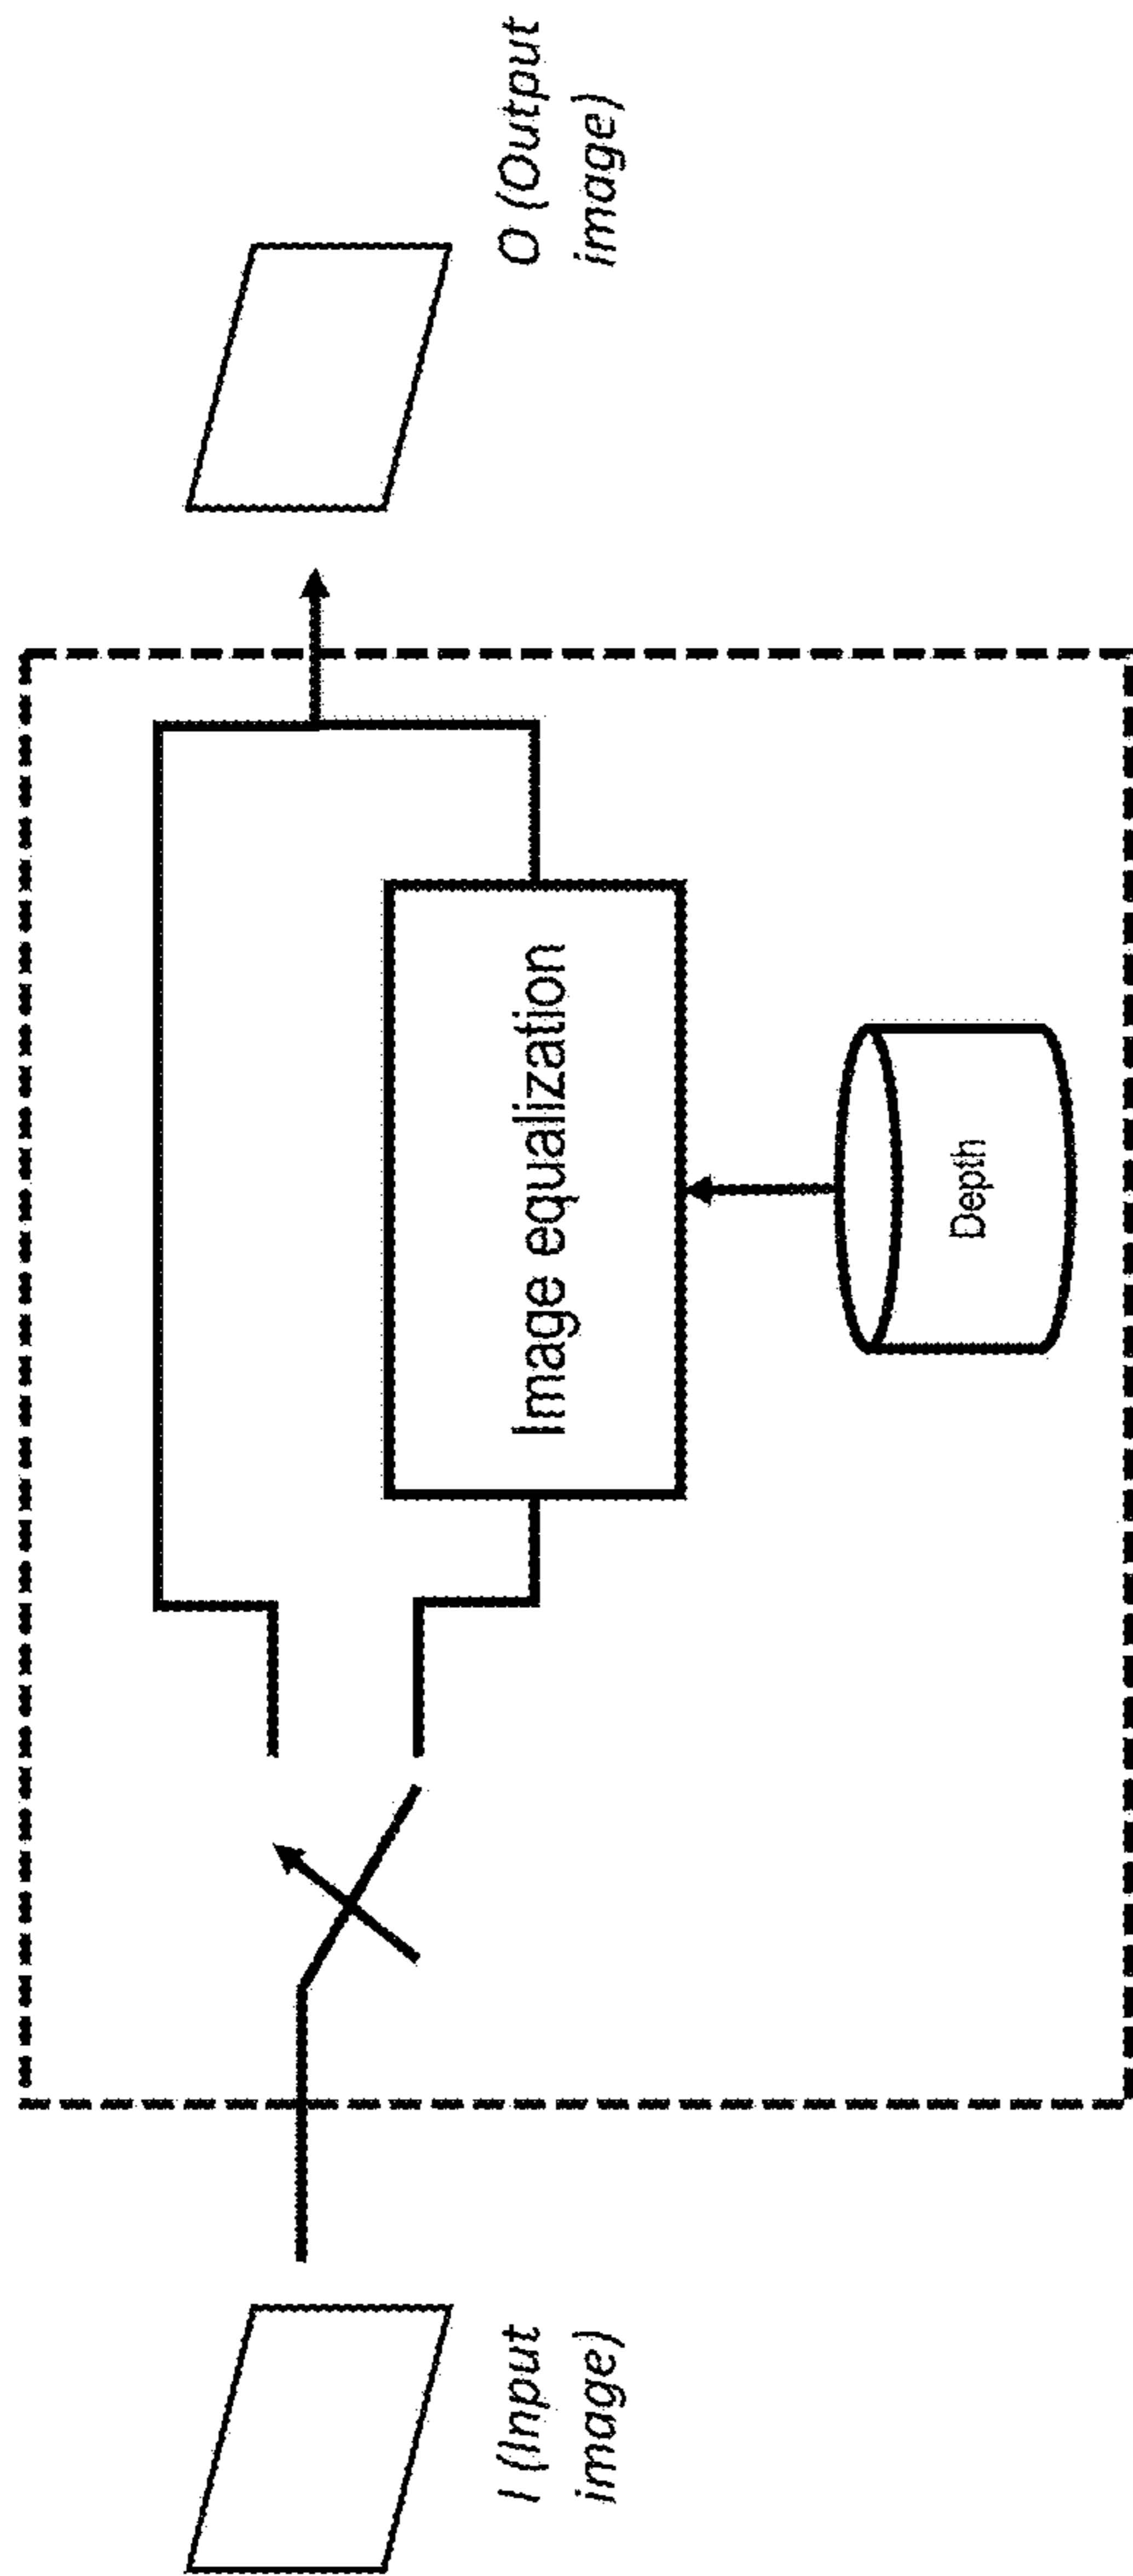 I (Input
image)
Image equalization
Depth
O (Output
image)